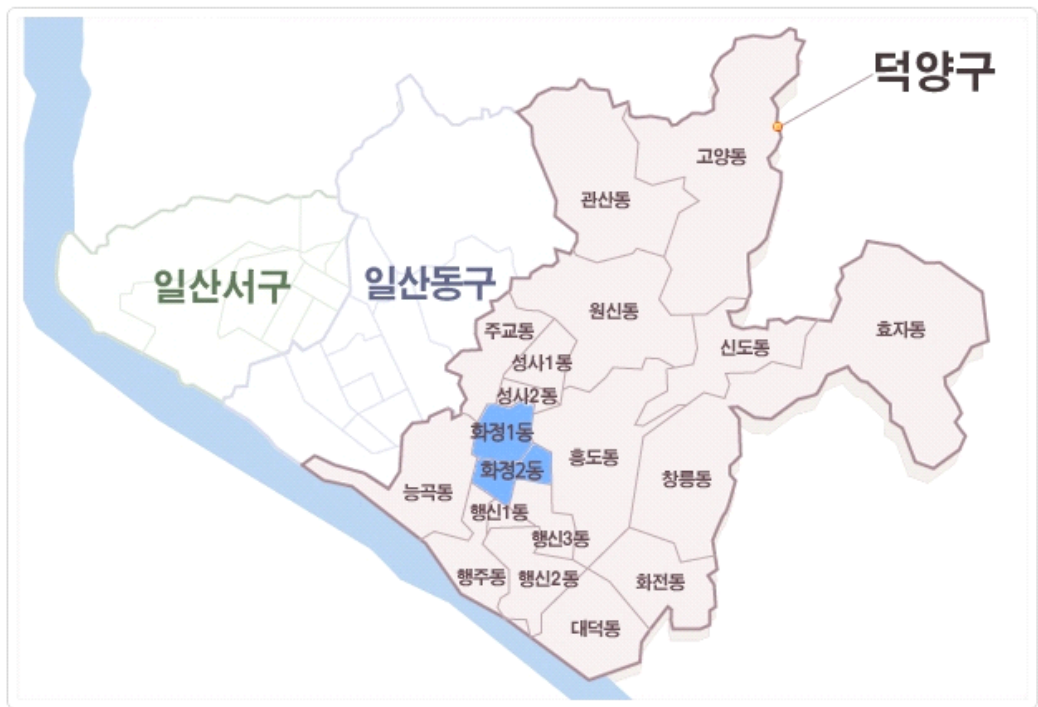 덕양구
고양동
관산동
일산서구
일산동구
원신동
주교동
신도동
효자동
성사1동
성사2동
화정1동
흥도동
화정2동
창릉동
능곡동
행신1동
행신3동
행주동
행신2동
화전동
대덕동